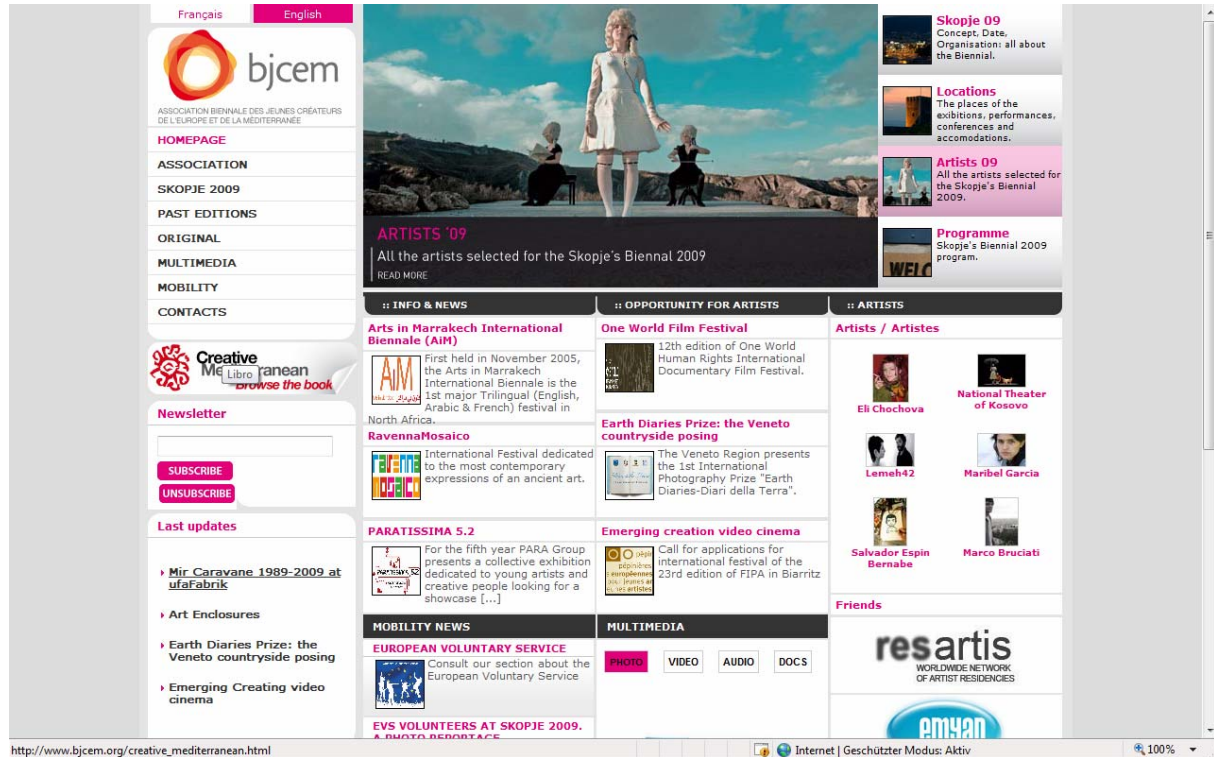 Français
English
bjcem
ASSOCIATION BIENNALE DES JEUNES CRÉATEURS
DE L'EUROPE ET DE LA MÉDITERRANÉE
HOMEPAGE
ASSOCIATION
SKOPJE 2009
PAST EDITIONS
ORIGINAL
MULTIMEDIA
MOBILITY
CONTACTS
Creative
Libro
Browse the book
Newsletter
SUBSCRIBE
UNSUBSCRIBE
Last updates
Mir Caravane 1989-2009 at
ufaFabrik
Art Enclosures
Earth Diaries Prize: the
Veneto countryside posing
Emerging Creating video
cinema
ARTISTS '09
All the artists selected for the Skopje's Biennal 2009
READ MORE
Skopje 09
Concept, Date,
Organisation: all about
the Biennial.
Locations
The places of the
exibitions, performances,
conferences and
accomodations.
Artists 09
All the artists selected for
the Skopje's Biennial
2009.
Programme
Skopje's Biennial 2009
program.
WELC
:: INFO & NEWS
Arts in Marrakech International
Biennale (AiM)
AiM
First held in November 2005,
the Arts in Marrakech
International Biennale is the
1st major Trilingual (English,
Arabic & French) festival in
North Africa.
RavennaMosaico
ravenna
mosaico
International Festival dedicated
to the most contemporary
expressions of an ancient art.
PARATISSIMA 5.2
For the fifth year PARA Group
presents a collective exhibition
dedicated to young artists and
creative people looking for a
showcase [...]
:: OPPORTUNITY FOR ARTISTS
One World Film Festival
12th edition of One World
Human Rights International
Documentary Film Festival.
Earth Diaries Prize: the Veneto
countryside posing
The Veneto Region presents
the 1st International
Photography Prize "Earth
Diaries-Diari della Terra".
Emerging creation video cinema
pépinières
européennes
Call for applications for
international festival of the
23rd edition of FIPA in Biarritz
:: ARTISTS
Artists / Artistes
Eli Chochova
National Theater
of Kosovo
Lemeh42
Maribel Garcia
Salvador Espin
Bernabe
Marco Bruciati
Friends
resartis
WORLDWIDE NETWORK
OF ARTIST RESIDENCIES
emyan
MOBILITY NEWS
EUROPEAN VOLUNTARY SERVICE
Consult our section about the
European Voluntary Service
EVS VOLUNTEERS AT SKOPJE 2009.
A PHOTO REPORTAGE
MULTIMEDIA
PHOTO
VIDEO
AUDIO
DOCS
http://www.bjcem.org/creative_mediterranean.html
Internet | Geschützter Modus: Aktiv
100%